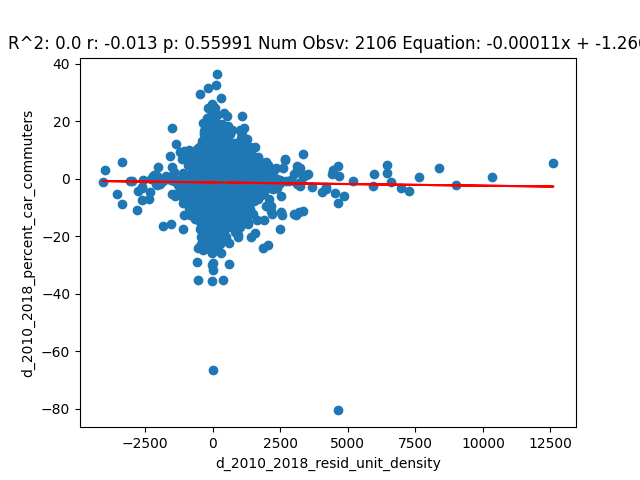 R^2: 0.0 r: -0.013 p: 0.55991 Num Obsv: 2106 Equation: -0.00011x + -1.260
40
20
0
−20
−40
−60
−80
d_2010_2018_percent_car_commuters
−2500 0 2500 5000 7500 10000 12500
d_2010_2018_resid_unit_density